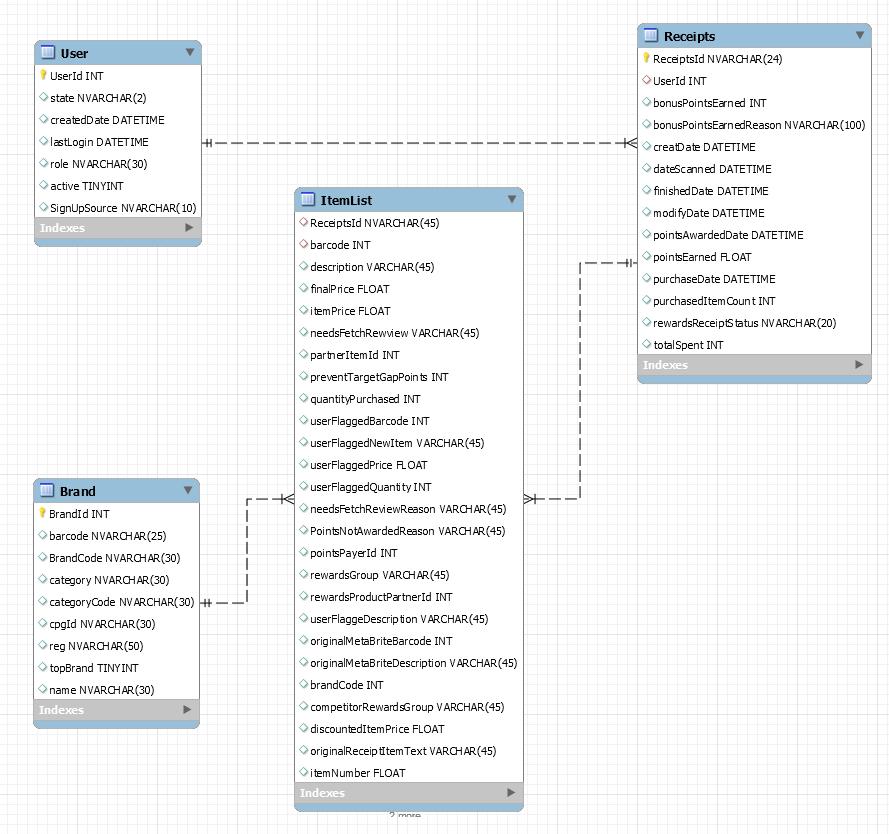 User
UserId INT
state NVARCHAR(2)
createdDate DATETIME
lastLogin DATETIME
role NVARCHAR(30)
active TINYINT
SignUpSource NVARCHAR(10)
Indexes
Receipts
ReceiptsId NVARCHAR(24)
UserId INT
bonusPointsEarned INT
bonusPointsEarnedReason NVARCHAR(100)
creatDate DATETIME
dateScanned DATETIME
finishedDate DATETIME
modifyDate DATETIME
pointsAwardedDate DATETIME
pointsEarned FLOAT
purchaseDate DATETIME
purchasedItemCount INT
rewardsReceiptStatus NVARCHAR(20)
totalSpent INT
Indexes
ItemList
ReceiptsId NVARCHAR(45)
barcode INT
description VARCHAR(45)
finalPrice FLOAT
itemPrice FLOAT
needsFetchRewview VARCHAR(45)
partnerItemId INT
preventTargetGapPoints INT
quantityPurchased INT
userFlaggedBarcode INT
userFlaggedNewItem VARCHAR(45)
userFlaggedPrice FLOAT
userFlaggedQuantity INT
needsFetchReviewReason VARCHAR(45)
PointsNotAwardedReason VARCHAR(45)
pointsPayerId INT
rewardsGroup VARCHAR(45)
rewardsProductPartnerId INT
userFlaggeDescription VARCHAR(45)
originalMetaBriteBarcode INT
originalMetaBriteDescription VARCHAR(45)
brandCode INT
competitorRewardsGroup VARCHAR(45)
discountedItemPrice FLOAT
originalReceiptItemText VARCHAR(45)
itemNumber FLOAT
Indexes
2 more
Brand
BrandId INT
barcode NVARCHAR(25)
BrandCode NVARCHAR(30)
category NVARCHAR(30)
categoryCode NVARCHAR(30)
cpgId NVARCHAR(30)
reg NVARCHAR(50)
topBrand TINYINT
name NVARCHAR(30)
Indexes